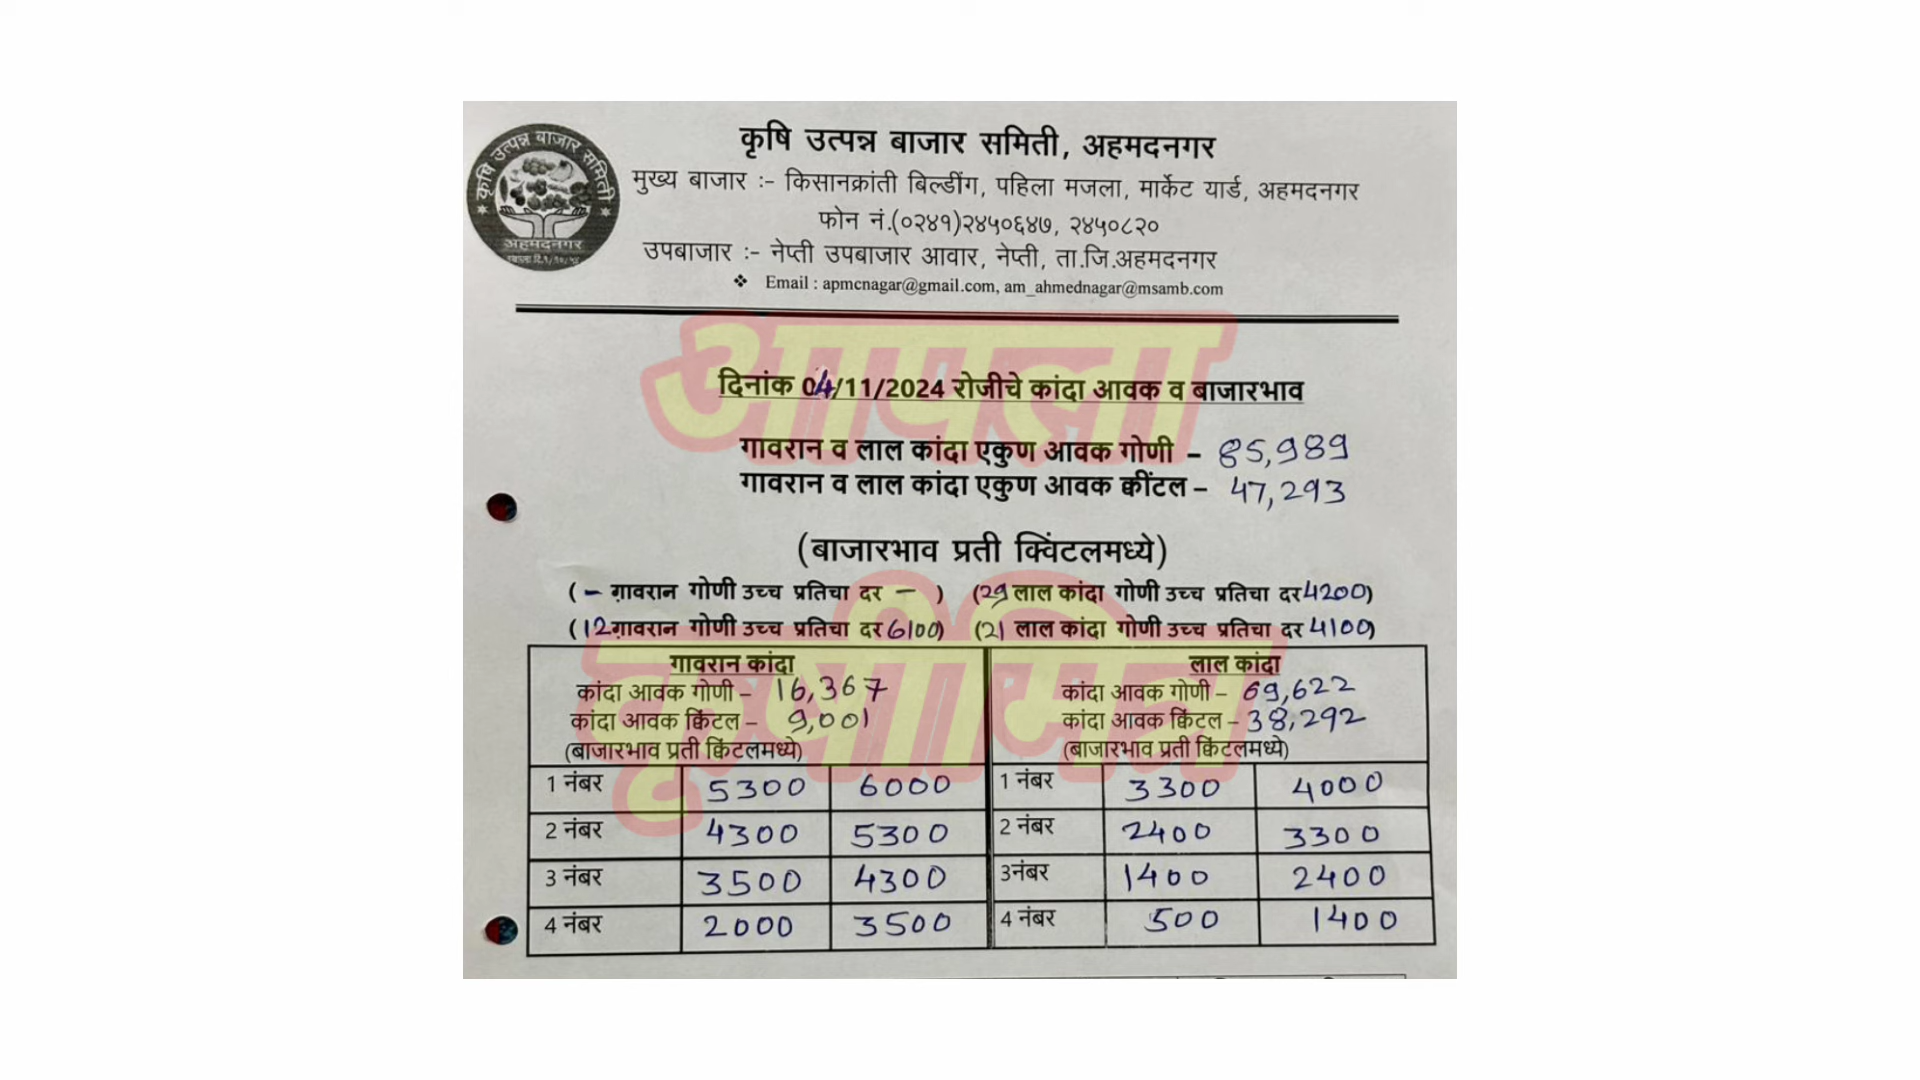 कृषि उत्पन्न बाजार समिती
अहमदनगर
कृषि उत्पन्न बाजार समिती, अहमदनगर
मुख्य बाजार :- किसानक्रांती बिल्डींग, पहिला मजला, मार्केट यार्ड, अहमदनगर
फोन नं.(०२४१)२४५०६४७, २४५०८२०
उपबाजार :- नेप्ती उपबाजार आवार, नेप्ती, ता.जि.अहमदनगर
❖ Email : apmcnagar@gmail.com, am_ahmednagar@msamb.com
आपला
दिनांक 04/11/2024 रोजीचे कांदा आवक व बाजारभाव
गावरान व लाल कांदा एकुण आवक गोणी – 85,989
गावरान व लाल कांदा एकुण आवक क्वींटल – 47,293
(बाजारभाव प्रती क्विंटलमध्ये)
( – गावरान गोणी उच्च प्रतिचा दर – ) (29 लाल कांदा गोणी उच्च प्रतिचा दर 4200)
(12 गावरान गोणी उच्च प्रतिचा दर 6100) (21 लाल कांदा गोणी उच्च प्रतिचा दर 4100)
कृषीमित्र
गावरान कांदा
कांदा आवक गोणी – 16,367
कांदा आवक क्विंटल – 9,001
(बाजारभाव प्रती क्विंटलमध्ये)
1 नंबर 5300 6000
2 नंबर 4300 5300
3 नंबर 3500 4300
4 नंबर 2000 3500
लाल कांदा
कांदा आवक गोणी – 69,622
कांदा आवक क्विंटल – 38,292
(बाजारभाव प्रती क्विंटलमध्ये)
1 नंबर 3300 4000
2 नंबर 2400 3300
3नंबर 1400 2400
4 नंबर 500 1400